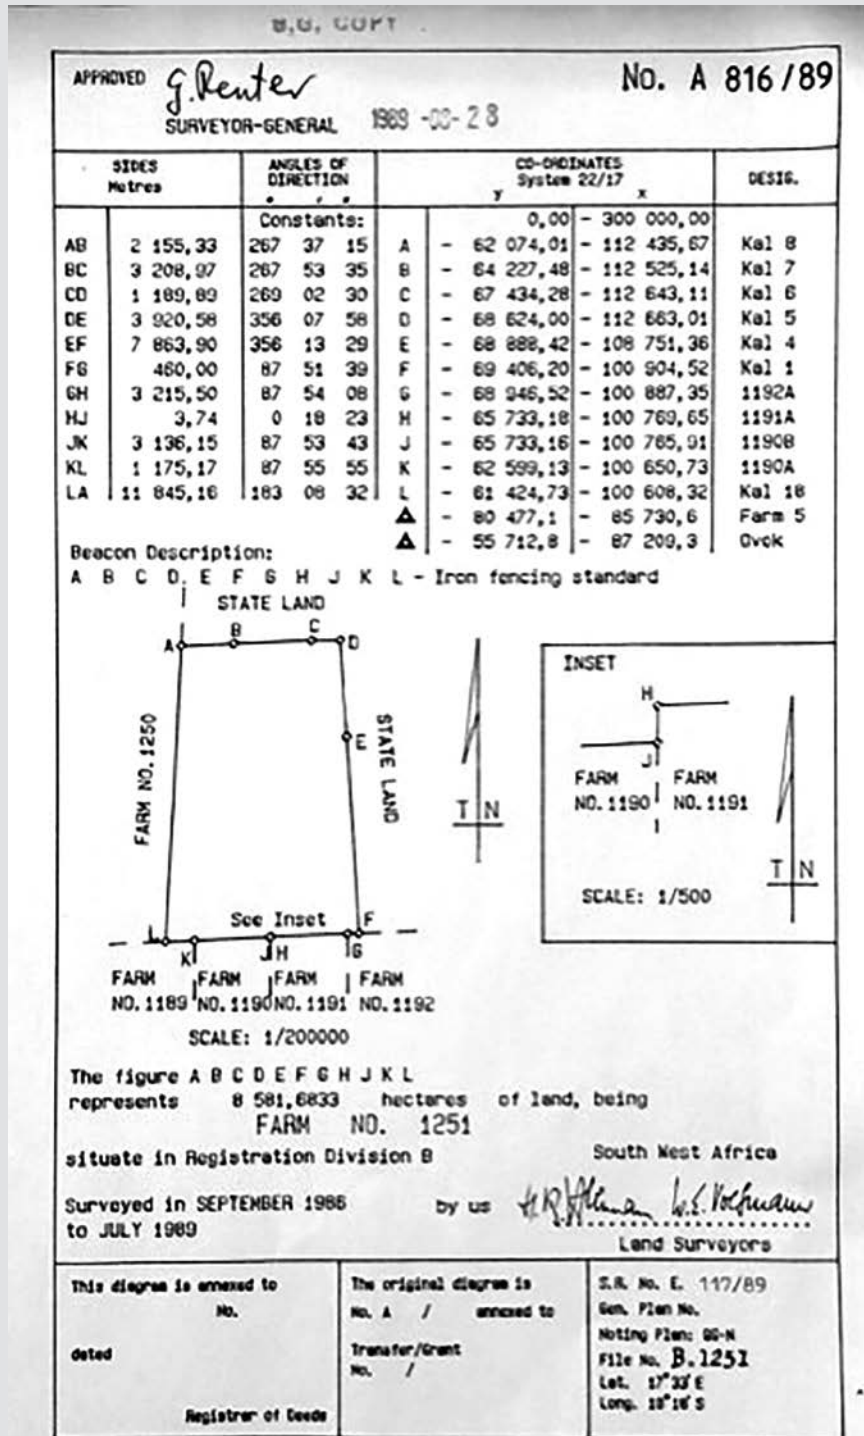 S.G. COPY
APPROVED G. Renter No. A 816/89
SURVEYOR-GENERAL 1989 -08- 28
SIDES ANGLES OF CO-ORDINATES DESIG.
Metres DIRECTION System 22/17
° ' " y x
Constants: 0,00 - 300 000,00
AB 2 155,33 267 37 15 A - 62 074,01 - 112 435,67 Kal 8
BC 3 208,97 267 53 35 B - 64 227,48 - 112 525,14 Kal 7
CD 1 189,89 269 02 30 C - 67 434,28 - 112 643,11 Kal 6
DE 3 920,58 356 07 58 D - 68 624,00 - 112 663,01 Kal 5
EF 7 863,90 356 13 29 E - 68 888,42 - 108 751,36 Kal 4
FG 460,00 87 51 39 F - 69 406,20 - 100 904,52 Kal 1
GH 3 215,50 87 54 08 G - 68 946,52 - 100 887,35 1192A
HJ 3,74 0 18 23 H - 65 733,18 - 100 769,65 1191A
JK 3 136,15 87 53 43 J - 65 733,16 - 100 765,91 1190B
KL 1 175,17 87 55 55 K - 62 599,13 - 100 650,73 1190A
LA 11 845,16 183 08 32 L - 61 424,73 - 100 608,32 Kal 18
△ - 80 477,1 - 85 730,6 Farm 5
△ - 55 712,8 - 87 209,3 Ovok
Beacon Description:
A B C D E F G H J K L - Iron fencing standard
STATE LAND
A B C D
E
FARM NO. 1250
STATE LAND
T N
L See Inset F
K J H G
FARM FARM FARM FARM
NO. 1189 NO. 1190 NO. 1191 NO. 1192
SCALE: 1/200000
INSET
H
J
FARM FARM
NO. 1190 NO. 1191
T N
SCALE: 1/500
The figure A B C D E F G H J K L
represents 8 581,6833 hectares of land, being
FARM NO. 1251
situate in Registration Division B South West Africa
Surveyed in SEPTEMBER 1986 by us
to JULY 1989
Land Surveyors
This diagram is annexed to
No.
dated
Registrar of Deeds
The original diagram is
No. A / annexed to
Transfer/Grant
No. /
S.R. No. E. 117/89
Gen. Plan No.
Noting Plan: GG-N
File No. B.1251
Lat. 17° 33' E
Long. 18° 16' S